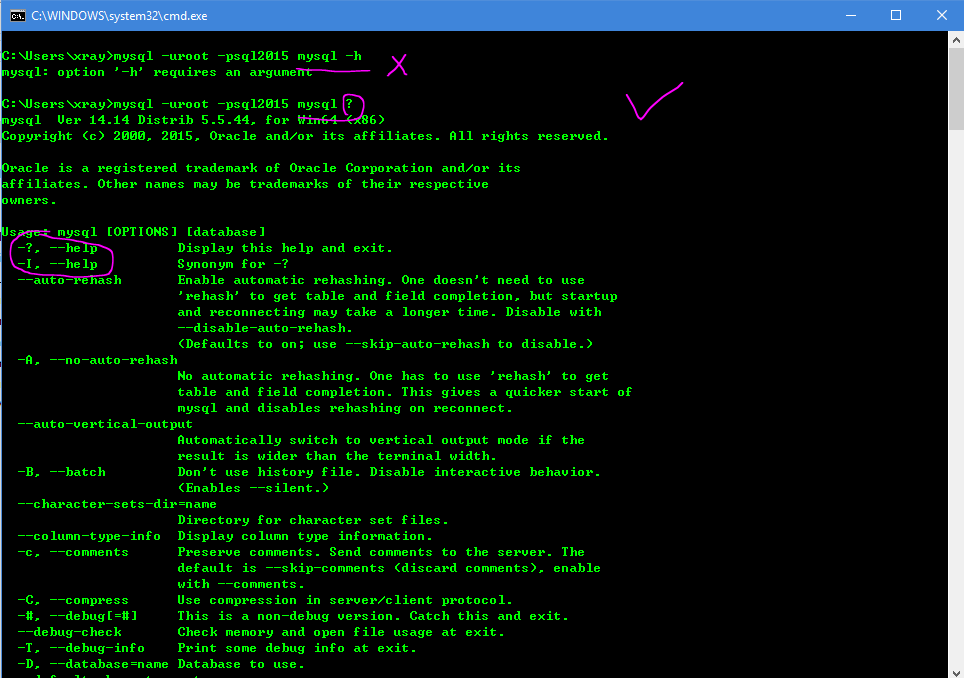 C:\WINDOWS\system32\cmd.exe
C:\Users\xray>mysql -uroot -psql2015 mysql -h
mysql: option '-h' requires an argument
C:\Users\xray>mysql -uroot -psql2015 mysql ?
mysql  Ver 14.14 Distrib 5.5.44, for Win64 (x86)
Copyright (c) 2000, 2015, Oracle and/or its affiliates. All rights reserved.
Oracle is a registered trademark of Oracle Corporation and/or its
affiliates. Other names may be trademarks of their respective
owners.
Usage: mysql [OPTIONS] [database]
-?, --help          Display this help and exit.
-I, --help          Synonym for -?
--auto-rehash       Enable automatic rehashing. One doesn't need to use
'rehash' to get table and field completion, but startup
and reconnecting may take a longer time. Disable with
--disable-auto-rehash.
(Defaults to on; use --skip-auto-rehash to disable.)
-A, --no-auto-rehash
No automatic rehashing. One has to use 'rehash' to get
table and field completion. This gives a quicker start of
mysql and disables rehashing on reconnect.
--auto-vertical-output
Automatically switch to vertical output mode if the
result is wider than the terminal width.
-B, --batch         Don't use history file. Disable interactive behavior.
(Enables --silent.)
--character-sets-dir=name
Directory for character set files.
--column-type-info  Display column type information.
-c, --comments      Preserve comments. Send comments to the server. The
default is --skip-comments (discard comments), enable
with --comments.
-C, --compress      Use compression in server/client protocol.
-#, --debug[=#]     This is a non-debug version. Catch this and exit.
--debug-check       Check memory and open file usage at exit.
-T, --debug-info    Print some debug info at exit.
-D, --database=name Database to use.